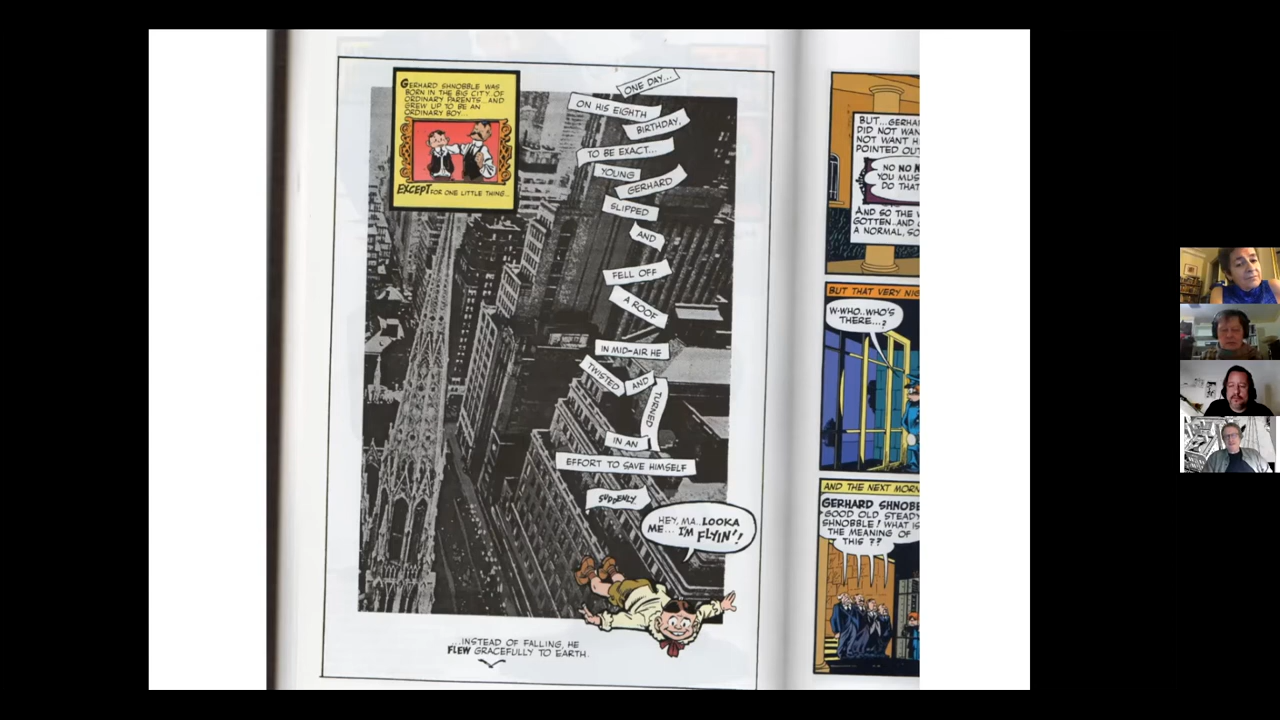 GERHARD SHNOBBLE WAS
BORN IN THE BIG CITY. OF
ORDINARY PARENTS...AND
GREW UP TO BE AN
ORDINARY BOY...
EXCEPT FOR ONE LITTLE THING...
ONE DAY...
ON HIS EIGHTH
BIRTHDAY,
TO BE EXACT...
YOUNG
GERHARD
SLIPPED
AND
FELL OFF
A ROOF
IN MID-AIR HE
TWISTED
AND
TURNED
IN AN
EFFORT TO SAVE HIMSELF
SUDDENLY
HEY, MA..LOOKA
ME... I'M FLYIN'!
...INSTEAD OF FALLING, HE
FLEW GRACEFULLY TO EARTH.
BUT...GERHA
DID NOT WAN
NOT WANT H
POINTED OUT
NO NO N
YOU MUS
DO THAT
AND SO THE
GOTTEN..AND
A NORMAL, SO
BUT THAT VERY NIG
W-WHO..WHO'S
THERE...?
AND THE NEXT MORN
GERHARD SHNOBB
GOOD OLD STEADY
SHNOBBLE! WHAT IS
THE MEANING OF
THIS ??